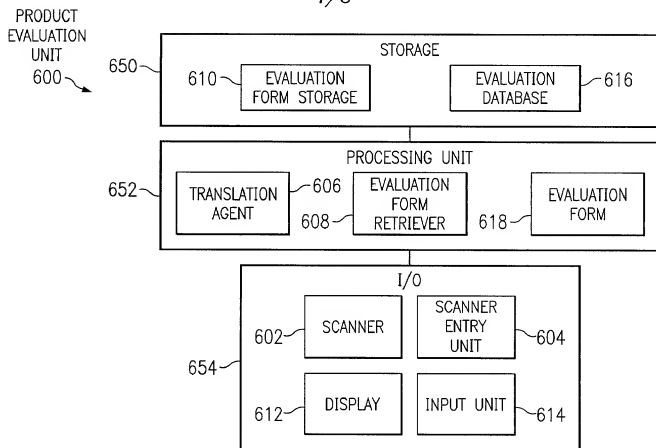 I/O
PRODUCT
EVALUATION
UNIT
600
STORAGE
650
610
EVALUATION
FORM STORAGE
EVALUATION
DATABASE
616
PROCESSING UNIT
652
TRANSLATION
AGENT
606
EVALUATION
FORM
RETRIEVER
608
618
EVALUATION
FORM
I/O
654
602
SCANNER
SCANNER
ENTRY
UNIT
604
612
DISPLAY
INPUT UNIT
614